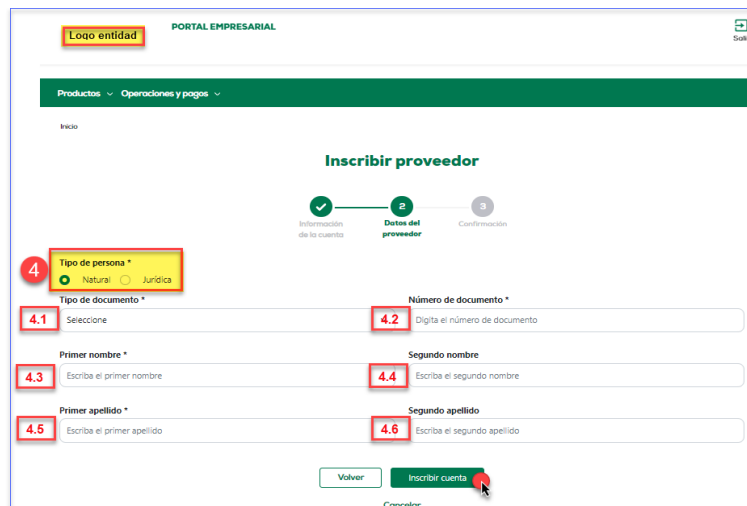 Logo entidad
PORTAL EMPRESARIAL
Productos Operaciones y pagos
Inicio
Inscribir proveedor
2 3
Información de la cuenta
Datos del proveedor
Confirmación
4
Tipo de persona *
Natural Jurídica
Tipo de documento * Número de documento *
4.1 Seleccione 4.2 Digita el número de documento
Primer nombre * Segundo nombre
4.3 Escriba el primer nombre 4.4 Escriba el segundo nombre
Primer apellido * Segundo apellido
4.5 Escriba el primer apellido 4.6 Escriba el segundo apellido
Volver Inscribir cuenta
Cancelar